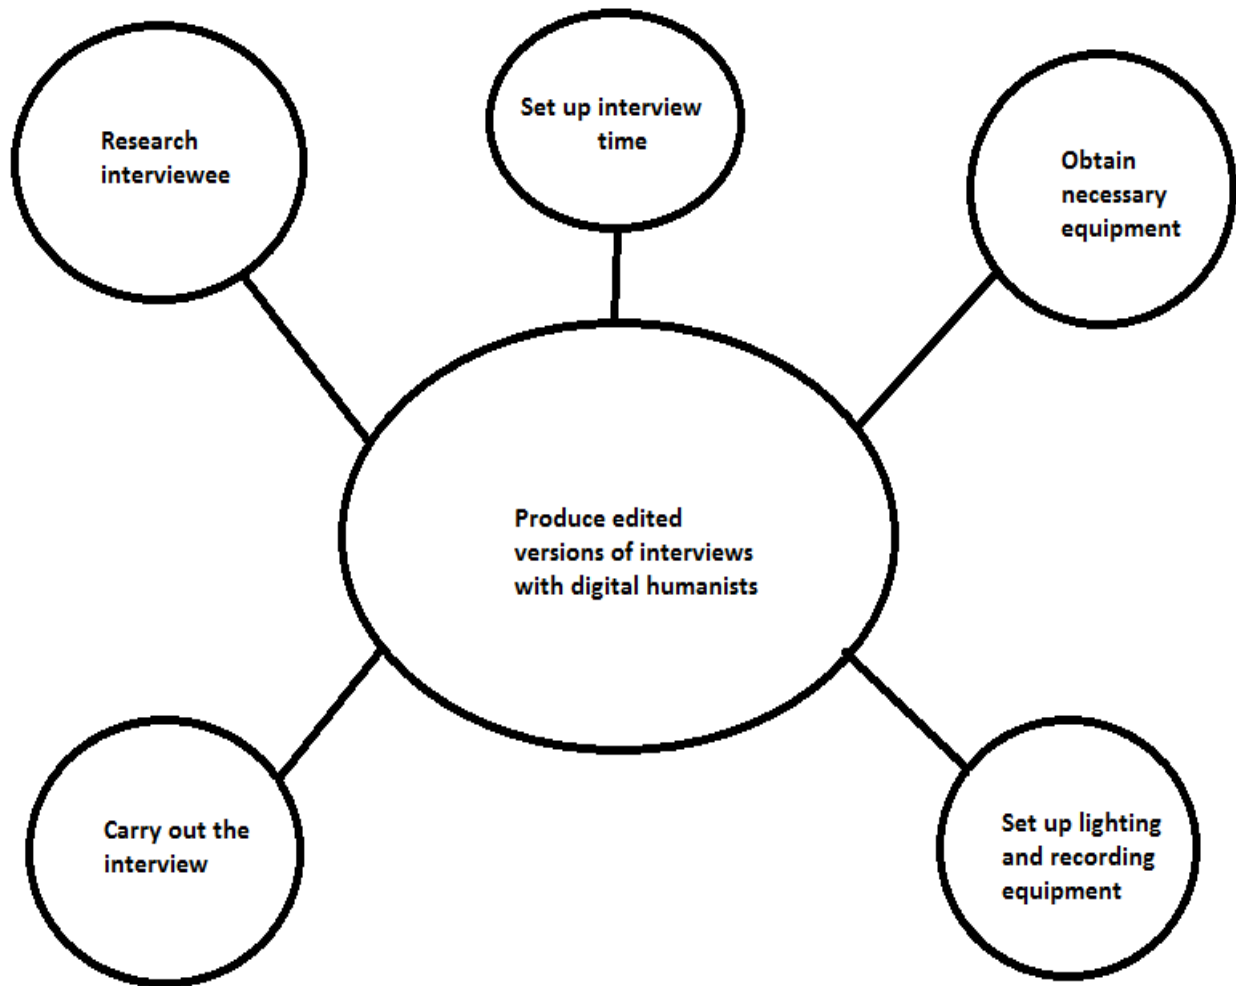 Research
interviewee
Set up interview
time
Obtain
necessary
equipment
Produce edited
versions of interviews
with digital humanists
Carry out the
interview
Set up lighting
and recording
equipment